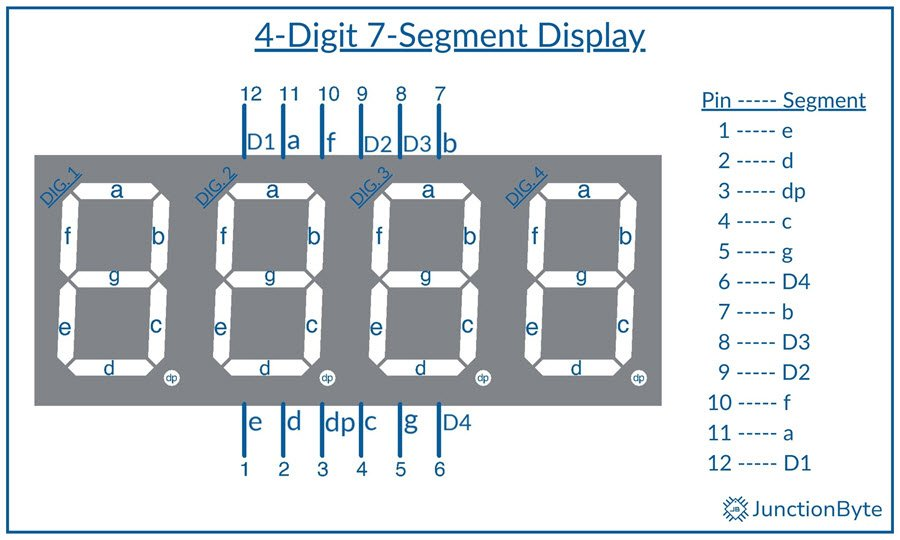 4-Digit 7-Segment Display
12 11 10 9 8 7
D1 a f D2 D3 b
DIG. 1 DIG. 2 DIG. 3 DIG. 4
a a a a
f b f b f b f b
g g g g
e c e c e c e c
d d d d
dp dp dp dp
e d dp c g D4
1 2 3 4 5 6
Pin ----- Segment
1 ----- e
2 ----- d
3 ----- dp
4 ----- c
5 ----- g
6 ----- D4
7 ----- b
8 ----- D3
9 ----- D2
10 ----- f
11 ----- a
12 ----- D1
JB JunctionByte